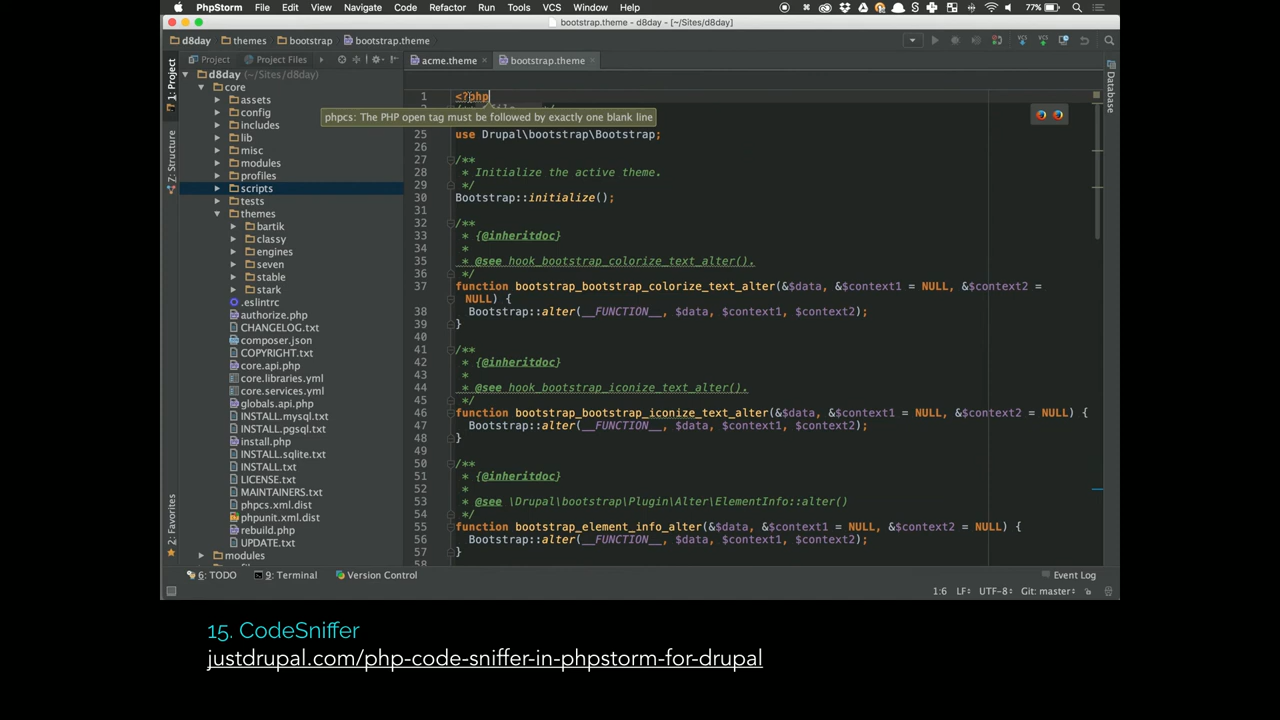 PhpStorm File Edit View Navigate Code Refactor Run Tools VCS Window Help 77%
bootstrap.theme - d8day - [~/Sites/d8day]
d8day themes bootstrap bootstrap.theme
1: Project
Project Project Files
acme.theme bootstrap.theme
d8day (~/Sites/d8day)
core
assets
config
includes
lib
misc
modules
profiles
scripts
tests
themes
bartik
classy
engines
seven
stable
stark
.eslintrc
authorize.php
CHANGELOG.txt
composer.json
COPYRIGHT.txt
core.api.php
core.libraries.yml
core.services.yml
globals.api.php
INSTALL.mysql.txt
INSTALL.pgsql.txt
install.php
INSTALL.sqlite.txt
INSTALL.txt
LICENSE.txt
MAINTAINERS.txt
phpcs.xml.dist
phpunit.xml.dist
rebuild.php
UPDATE.txt
modules
7: Structure
2: Favorites
Database
1 <?php
phpcs: The PHP open tag must be followed by exactly one blank line
25 use Drupal\bootstrap\Bootstrap;
26
27 /**
28 * Initialize the active theme.
29 */
30 Bootstrap::initialize();
31
32 /**
33 * {@inheritdoc}
34 *
35 * @see hook_bootstrap_colorize_text_alter().
36 */
37 function bootstrap_bootstrap_colorize_text_alter(&$data, &$context1 = NULL, &$context2 =
NULL) {
38 Bootstrap::alter(__FUNCTION__, $data, $context1, $context2);
39 }
40
41 /**
42 * {@inheritdoc}
43 *
44 * @see hook_bootstrap_iconize_text_alter().
45 */
46 function bootstrap_bootstrap_iconize_text_alter(&$data, &$context1 = NULL, &$context2 = NULL) {
47 Bootstrap::alter(__FUNCTION__, $data, $context1, $context2);
48 }
49
50 /**
51 * {@inheritdoc}
52 *
53 * @see \Drupal\bootstrap\Plugin\Alter\ElementInfo::alter()
54 */
55 function bootstrap_element_info_alter(&$data, &$context1 = NULL, &$context2 = NULL) {
56 Bootstrap::alter(__FUNCTION__, $data, $context1, $context2);
57 }
6: TODO 9: Terminal Version Control Event Log
1:6 LF UTF-8 Git: master
15. CodeSniffer
justdrupal.com/php-code-sniffer-in-phpstorm-for-drupal